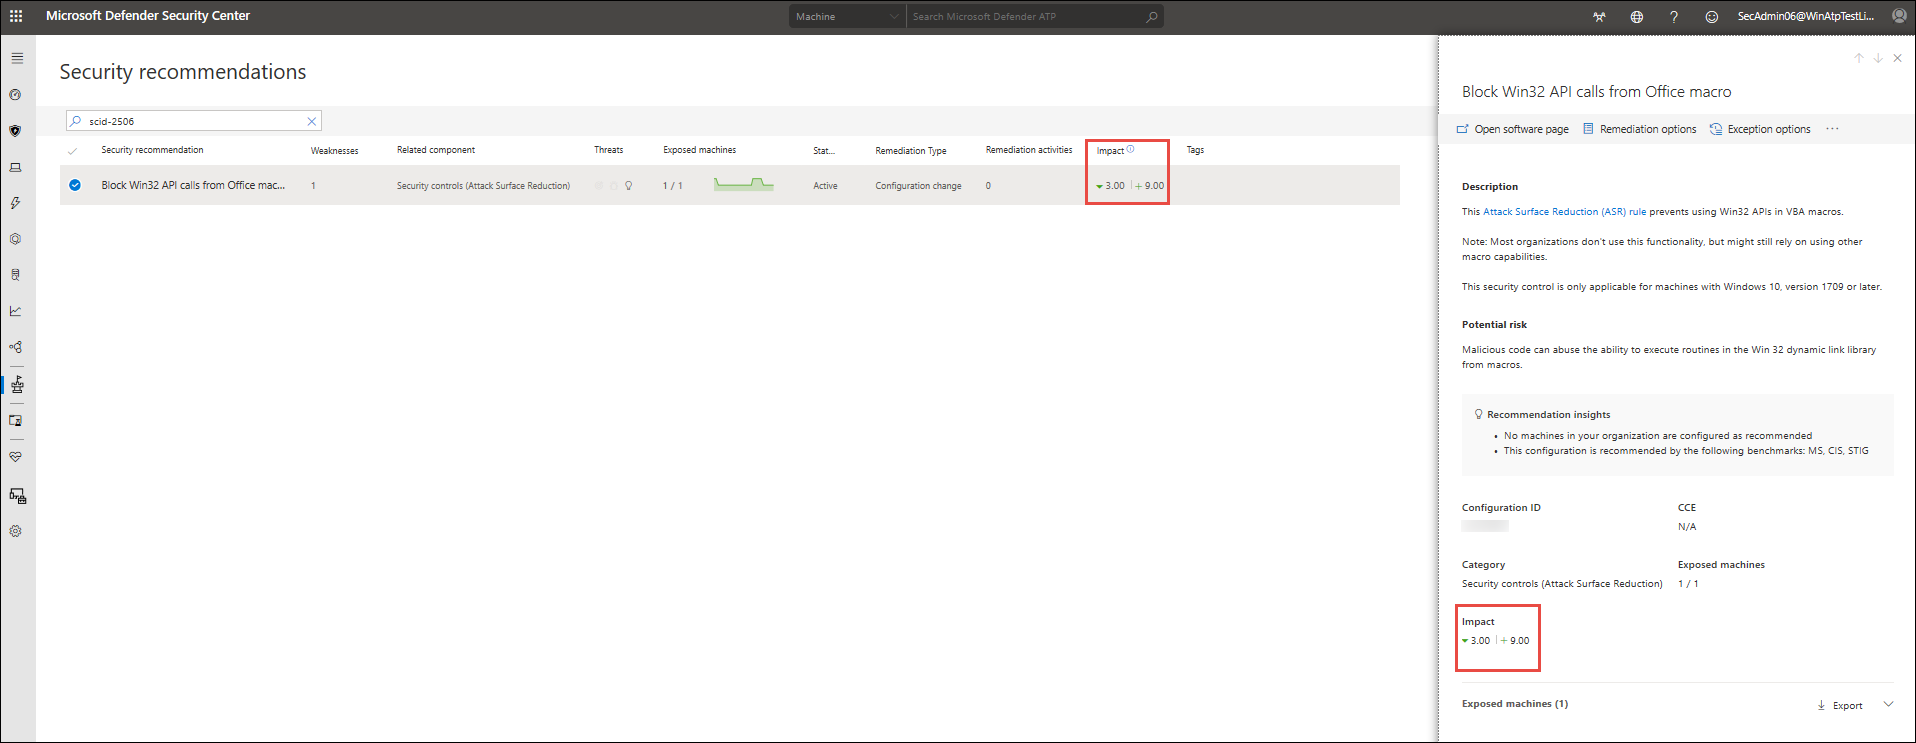 Microsoft Defender Security Center
Machine
Search Microsoft Defender ATP
SecAdmin06@WinAtpTestLi...
Security recommendations
scid-2506
Security recommendation Weaknesses Related component Threats Exposed machines Stat... Remediation Type Remediation activities Impact Tags
Block Win32 API calls from Office mac... 1 Security controls (Attack Surface Reduction) 1 / 1 Active Configuration change 0 3.00 + 9.00
Block Win32 API calls from Office macro
Open software page Remediation options Exception options ...
Description
This Attack Surface Reduction (ASR) rule prevents using Win32 APIs in VBA macros.
Note: Most organizations don't use this functionality, but might still rely on using other
macro capabilities.
This security control is only applicable for machines with Windows 10, version 1709 or later.
Potential risk
Malicious code can abuse the ability to execute routines in the Win 32 dynamic link library
from macros.
Recommendation insights
• No machines in your organization are configured as recommended
• This configuration is recommended by the following benchmarks: MS, CIS, STIG
Configuration ID CCE
N/A
Category Exposed machines
Security controls (Attack Surface Reduction) 1 / 1
Impact
3.00 + 9.00
Exposed machines (1) Export